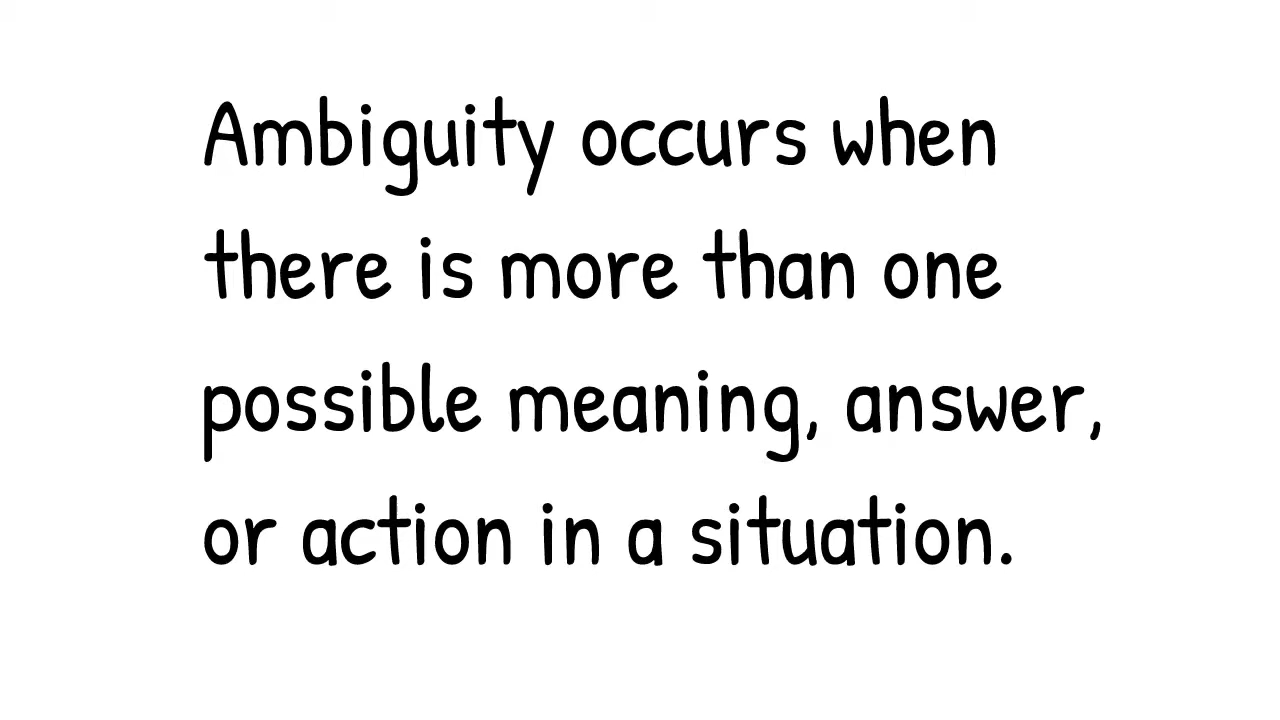 Ambiguity occurs when
there is more than one
possible meaning, answer,
or action in a situation.